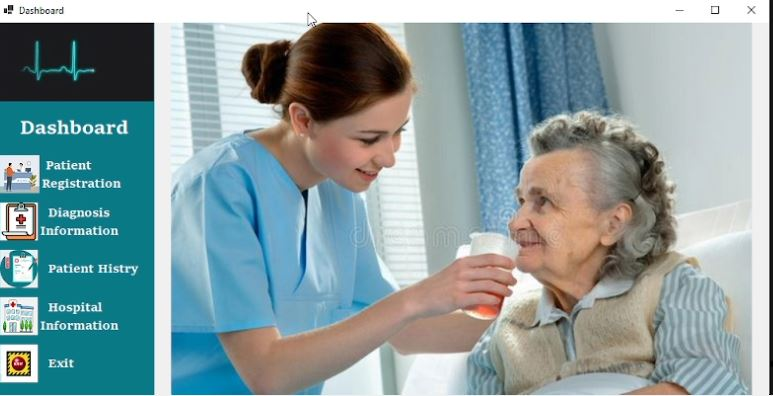 Dashboard
Dashboard
Patient
Registration
Diagnosis
Information
Patient Histry
Hospital
Information
Exit